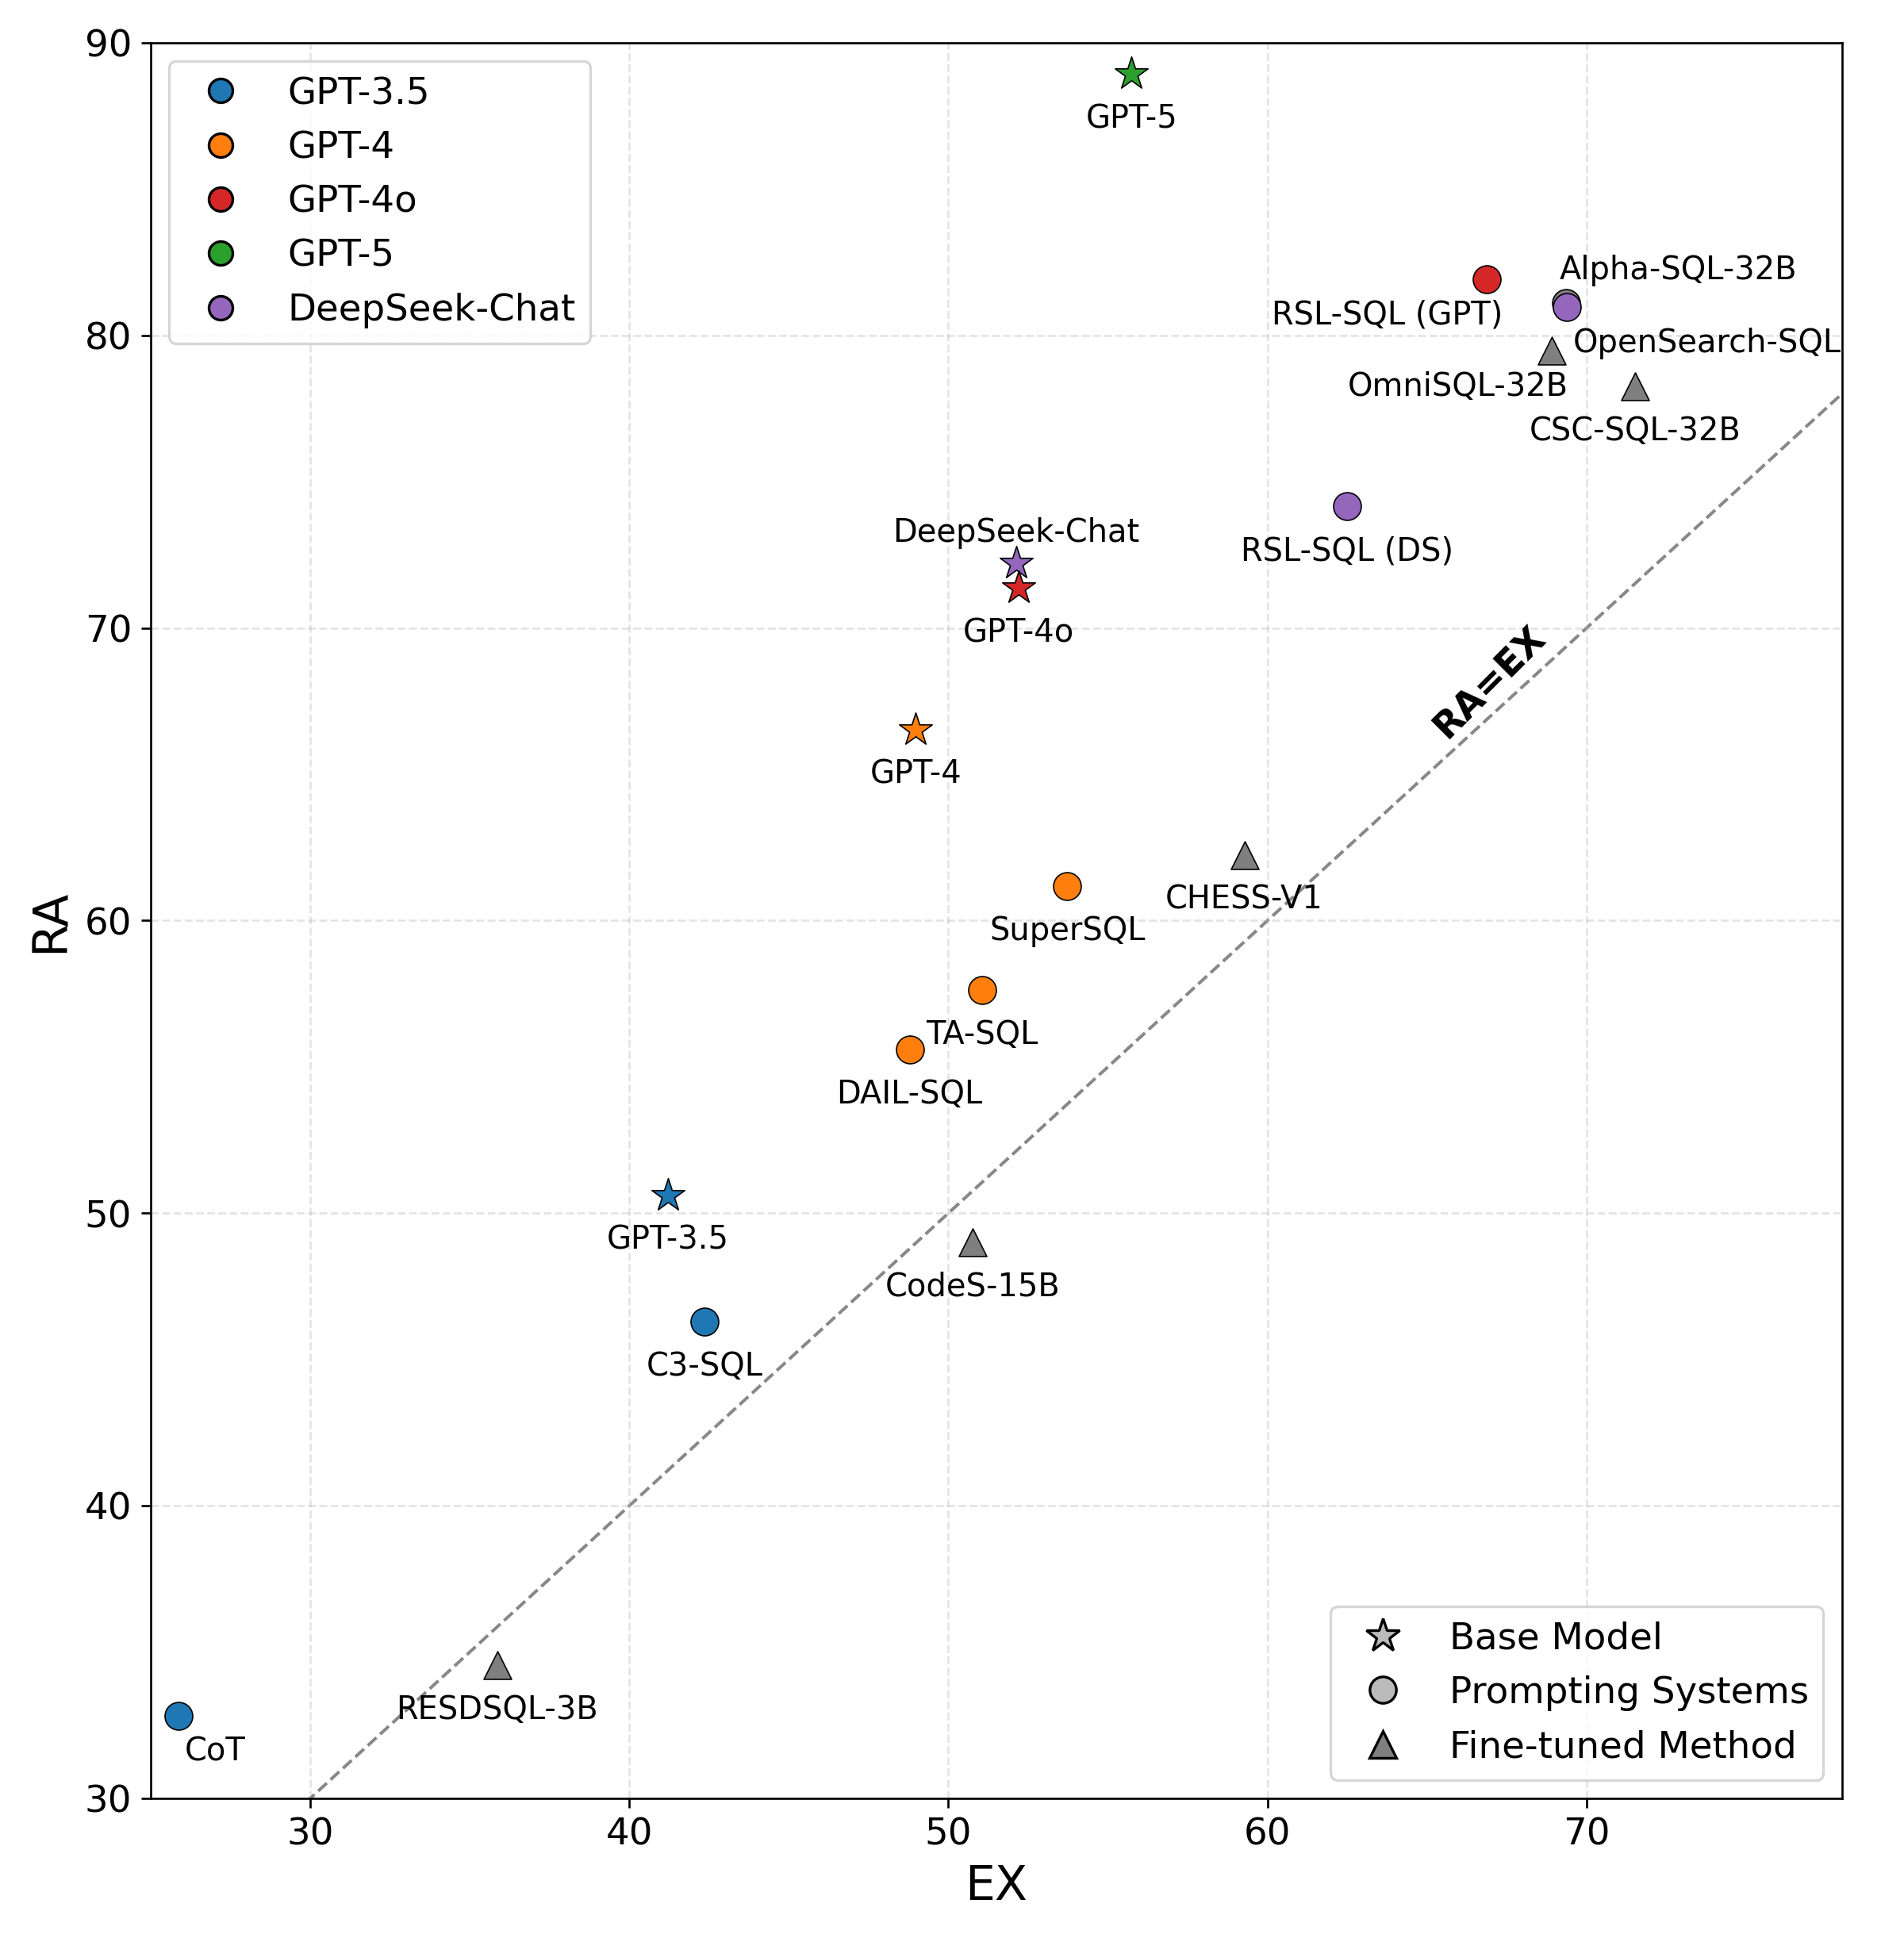 90
80
70
60
50
40
30
RA
30
40
50
60
70
EX
GPT-3.5
GPT-4
GPT-4o
GPT-5
DeepSeek-Chat
GPT-5
Alpha-SQL-32B
RSL-SQL (GPT)
OpenSearch-SQL
OmniSQL-32B
CSC-SQL-32B
DeepSeek-Chat
RSL-SQL (DS)
GPT-4o
RA=EX
GPT-4
CHESS-V1
SuperSQL
TA-SQL
DAIL-SQL
GPT-3.5
CodeS-15B
C3-SQL
RESDSQL-3B
CoT
Base Model
Prompting Systems
Fine-tuned Method